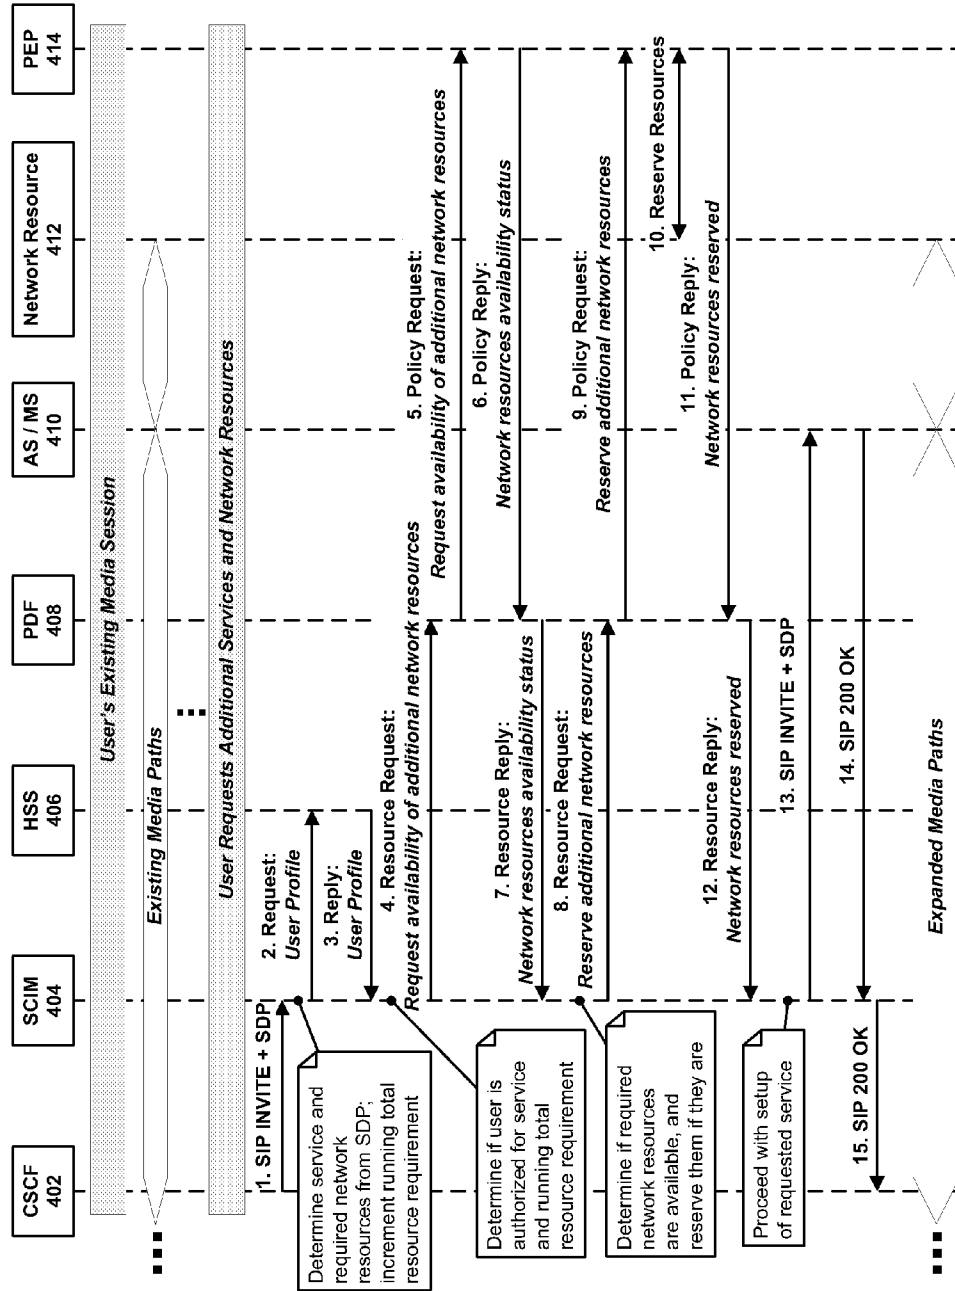 CSCF
402
SCIM
404
HSS
406
PDF
408
AS / MS
410
Network Resource
412
PEP
414
User's Existing Media Session
Existing Media Paths
User Requests Additional Services and Network Resources
1. SIP INVITE + SDP
Determine service and
required network
resources from SDP;
increment running total
resource requirement
2. Request:
User Profile
3. Reply:
User Profile
Determine if user is
authorized for service
and running total
resource requirement
4. Resource Request:
Request availability of additional network resources
5. Policy Request:
Request availability of additional network resources
6. Policy Reply:
Network resources availability status
7. Resource Reply:
Network resources availability status
Determine if required
network resources
are available, and
reserve them if they are
8. Resource Request:
Reserve additional network resources
9. Policy Request:
Reserve additional network resources
10. Reserve Resources
11. Policy Reply:
Network resources reserved
12. Resource Reply:
Network resources reserved
Proceed with setup
of requested service
13. SIP INVITE + SDP
14. SIP 200 OK
15. SIP 200 OK
Expanded Media Paths